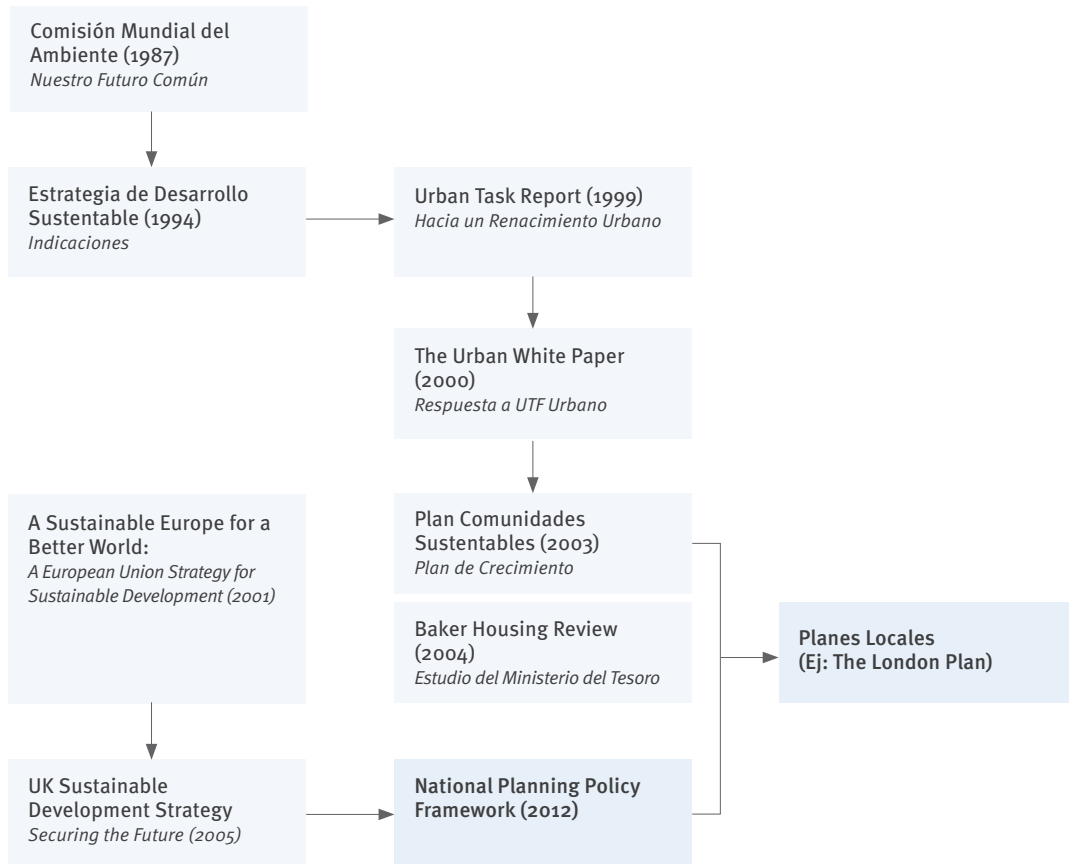 Comisión Mundial del
Ambiente (1987)
Nuestro Futuro Común
Estrategia de Desarrollo
Sustentable (1994)
Indicaciones
Urban Task Report (1999)
Hacia un Renacimiento Urbano
The Urban White Paper
(2000)
Respuesta a UTF Urbano
A Sustainable Europe for a
Better World:
A European Union Strategy for
Sustainable Development (2001)
Plan Comunidades
Sustentables (2003)
Plan de Crecimiento
Baker Housing Review
(2004)
Estudio del Ministerio del Tesoro
Planes Locales
(Ej: The London Plan)
UK Sustainable
Development Strategy
Securing the Future (2005)
National Planning Policy
Framework (2012)